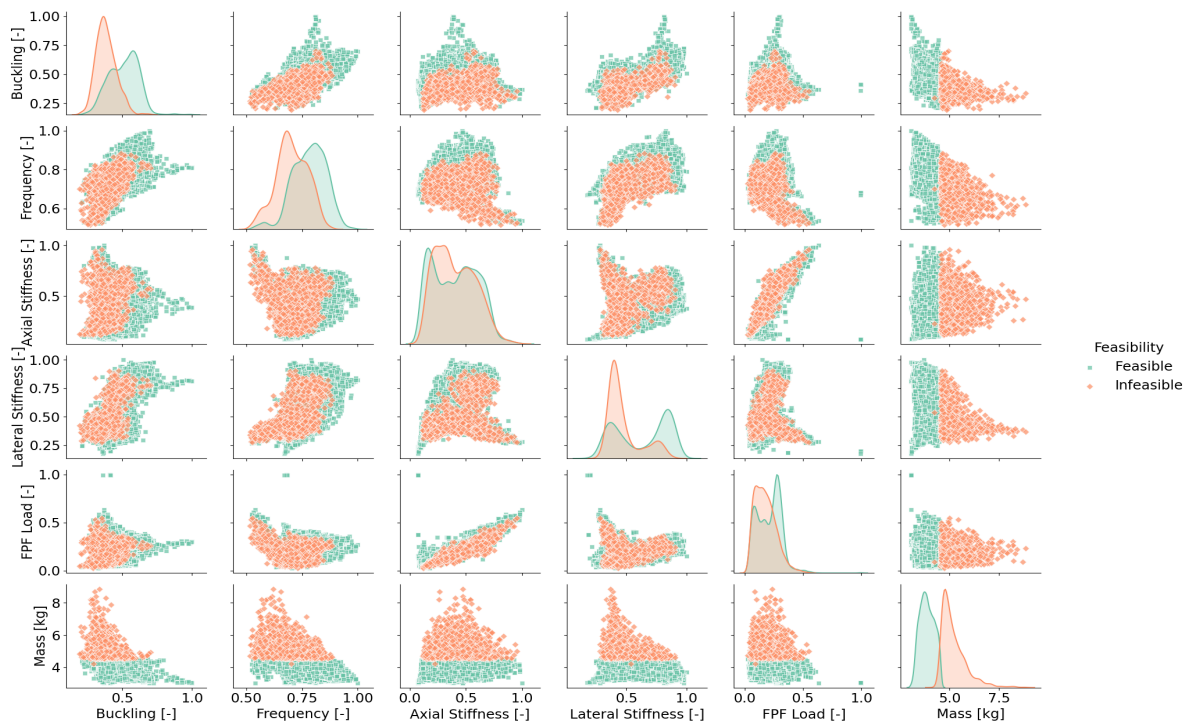 Buckling [-]
1.00
0.75
0.50
0.25
Frequency [-]
1.0
0.8
0.6
Axial Stiffness [-]
1.0
0.5
Lateral Stiffness [-]
1.00
0.75
0.50
0.25
FPF Load [-]
1.0
0.5
0.0
Mass [kg]
8
6
4
0.5 1.0
0.50 0.75 1.00
0.0 0.5 1.0
0.5 1.0
0.0 0.5 1.0
5.0 7.5
Buckling [-]
Frequency [-]
Axial Stiffness [-]
Lateral Stiffness [-]
FPF Load [-]
Mass [kg]
Feasibility
Feasible
Infeasible